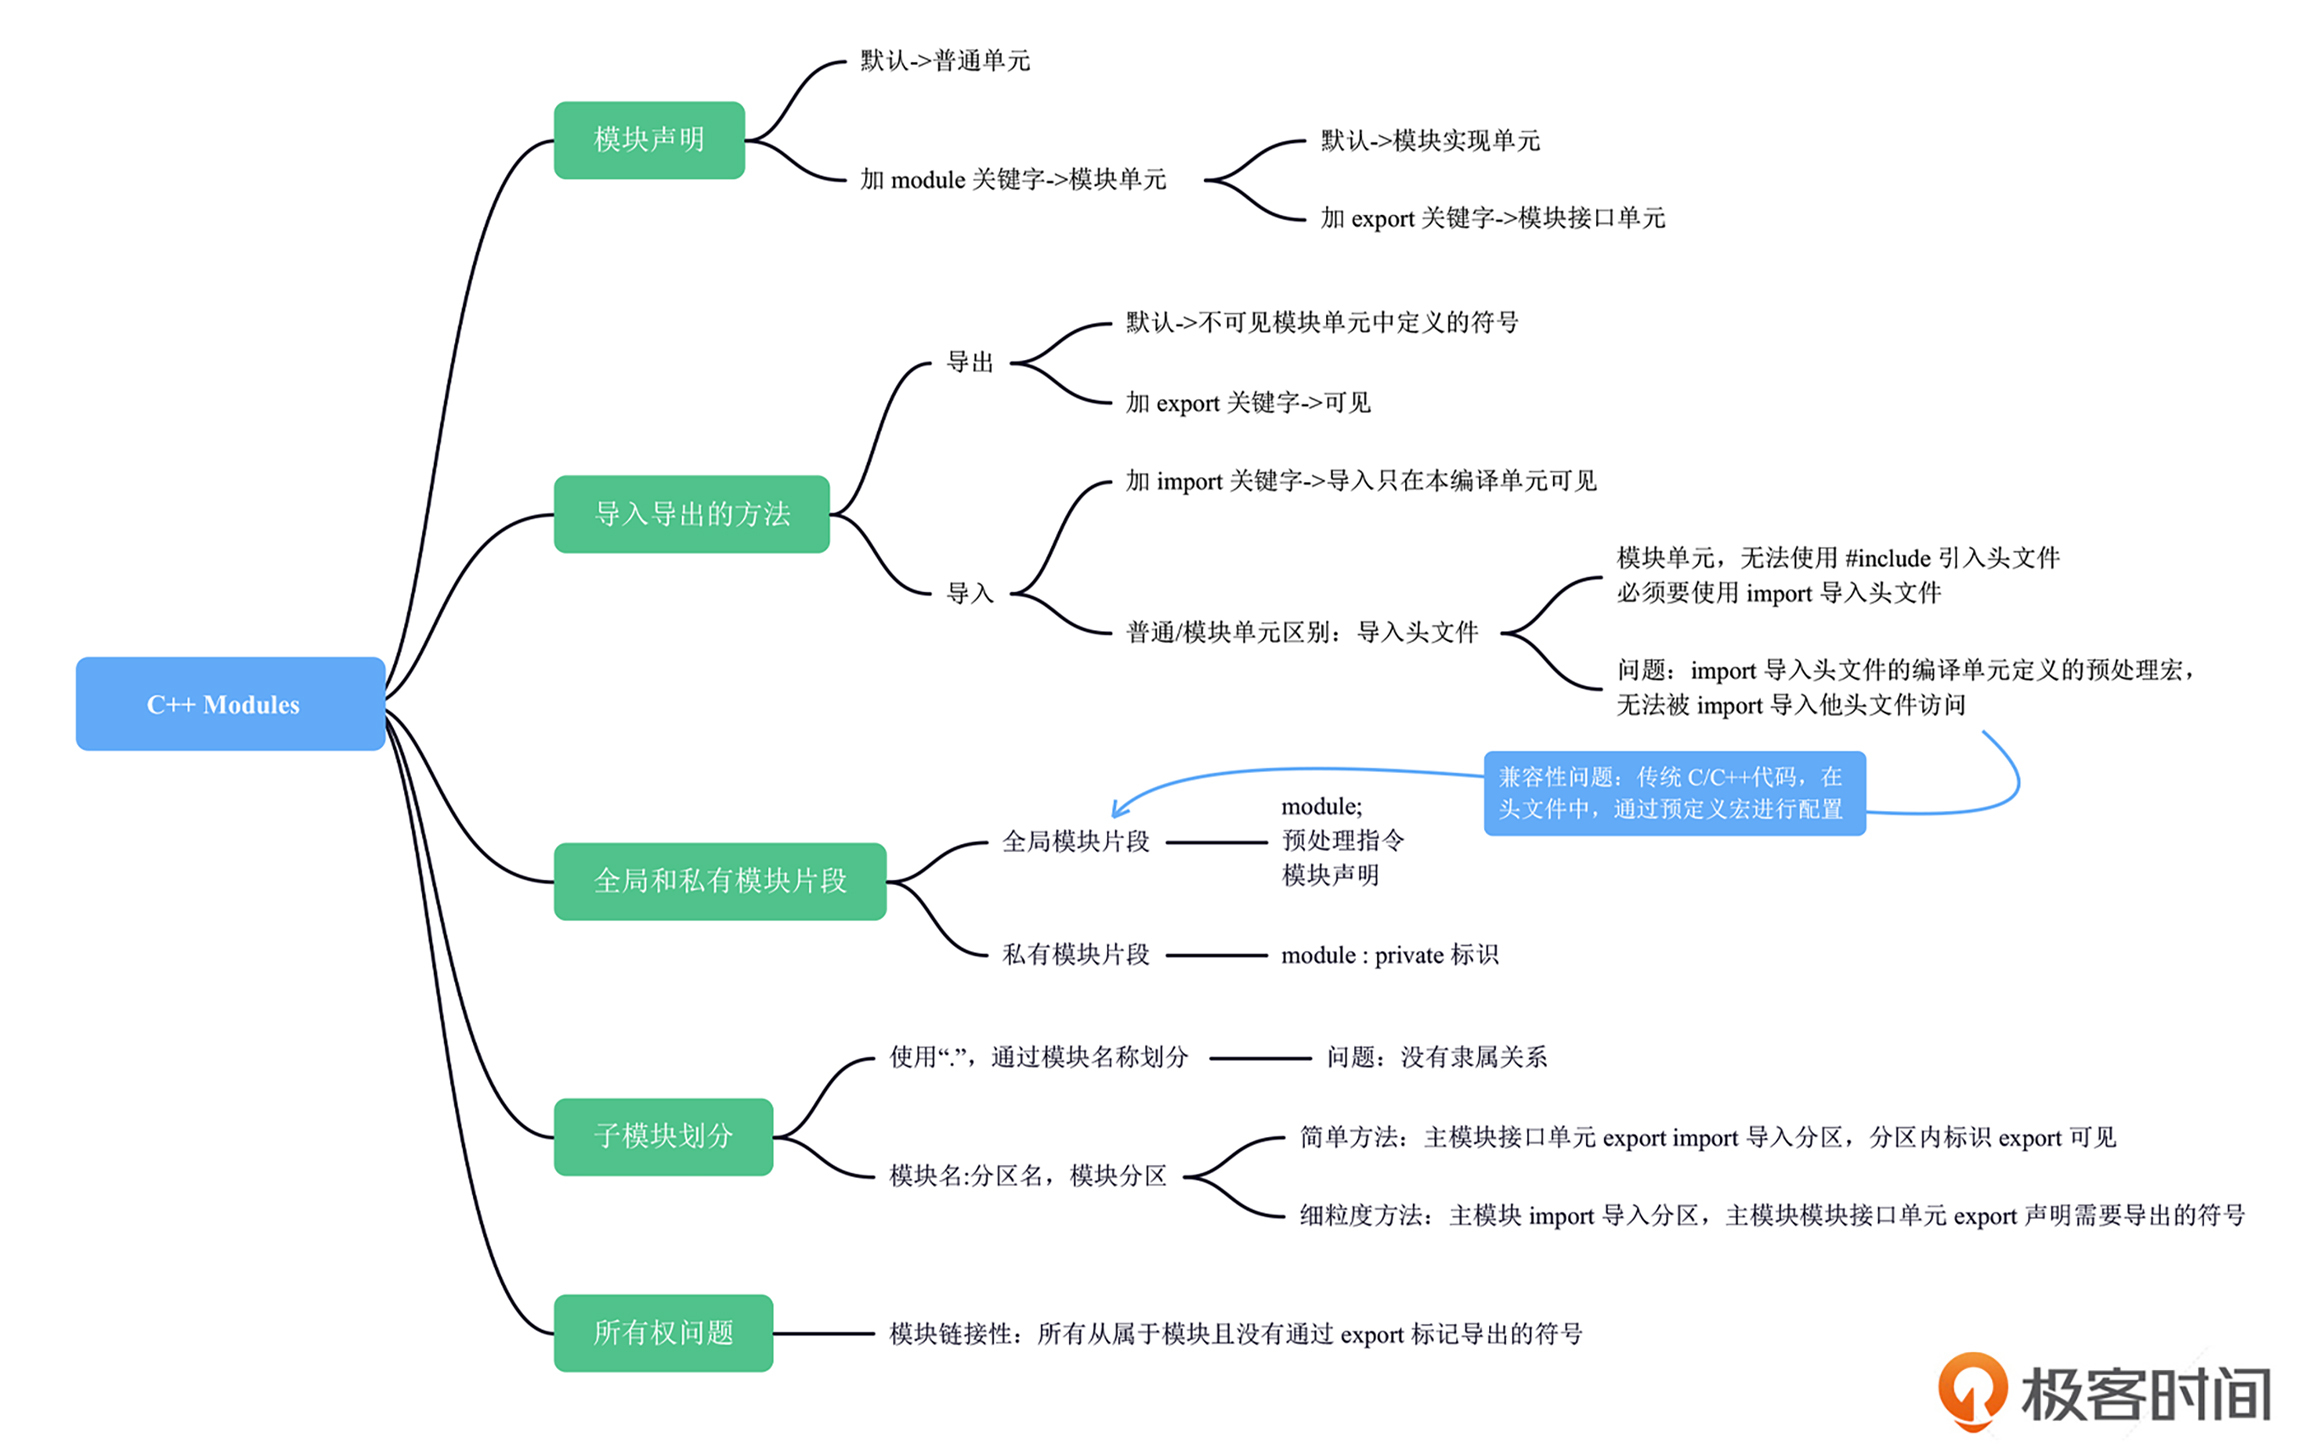 默认->普通单元
模块声明
默认->模块实现单元
加 module 关键字->模块单元
加 export 关键字->模块接口单元
默认->不可见模块单元中定义的符号
导出
加 export 关键字->可见
加 import 关键字->导入只在本编译单元可见
导入导出的方法
模块单元，无法使用 #include 引入头文件
必须要使用 import 导入头文件
导入
普通/模块单元区别：导入头文件
问题：import 导入头文件的编译单元定义的预处理宏，
无法被 import 导入他头文件访问
C++ Modules
兼容性问题：传统 C/C++代码，在
头文件中，通过预定义宏进行配置
module;
全局模块片段
预处理指令
模块声明
全局和私有模块片段
私有模块片段
module : private 标识
使用“.”，通过模块名称划分
问题：没有隶属关系
子模块划分
简单方法：主模块接口单元 export import 导入分区，分区内标识 export 可见
模块名:分区名，模块分区
细粒度方法：主模块 import 导入分区，主模块模块接口单元 export 声明需要导出的符号
所有权问题
模块链接性：所有从属于模块且没有通过 export 标记导出的符号
极客时间